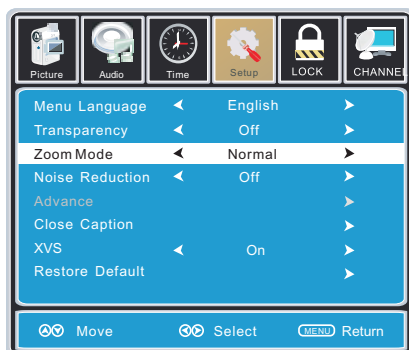 Picture Audio Time Setup LOCK CHANNEL
Menu Language English
Transparency Off
Zoom Mode Normal
Noise Reduction Off
Advance
Close Caption
XVS On
Restore Default
Move Select MENU Return